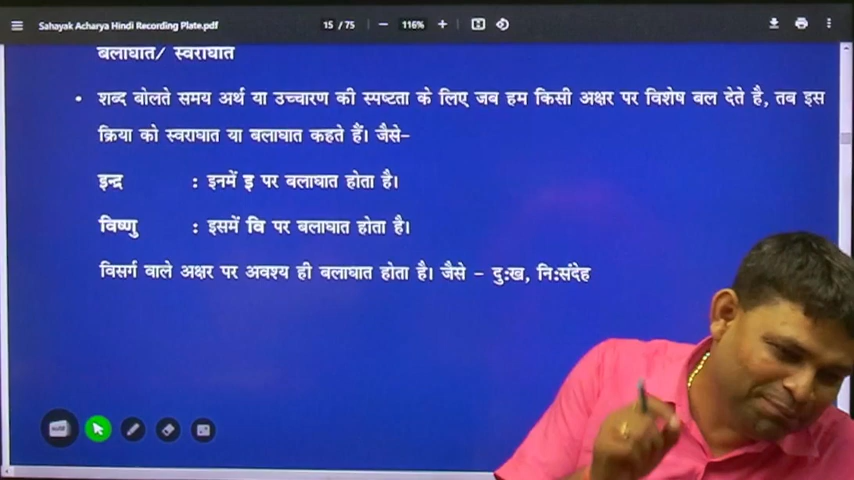 Sahayak Acharya Hindi Recording Plate.pdf
15 / 75
116%
बलाघात/ स्वराघात
• शब्द बोलते समय अर्थ या उच्चारण की स्पष्टता के लिए जब हम किसी अक्षर पर विशेष बल देते है, तब इस
क्रिया को स्वराघात या बलाघात कहते हैं। जैसे–
इन्द्र : इनमें इ पर बलाघात होता है।
विष्णु : इसमें वि पर बलाघात होता है।
विसर्ग वाले अक्षर पर अवश्य ही बलाघात होता है। जैसे – दु:ख, नि:संदेह